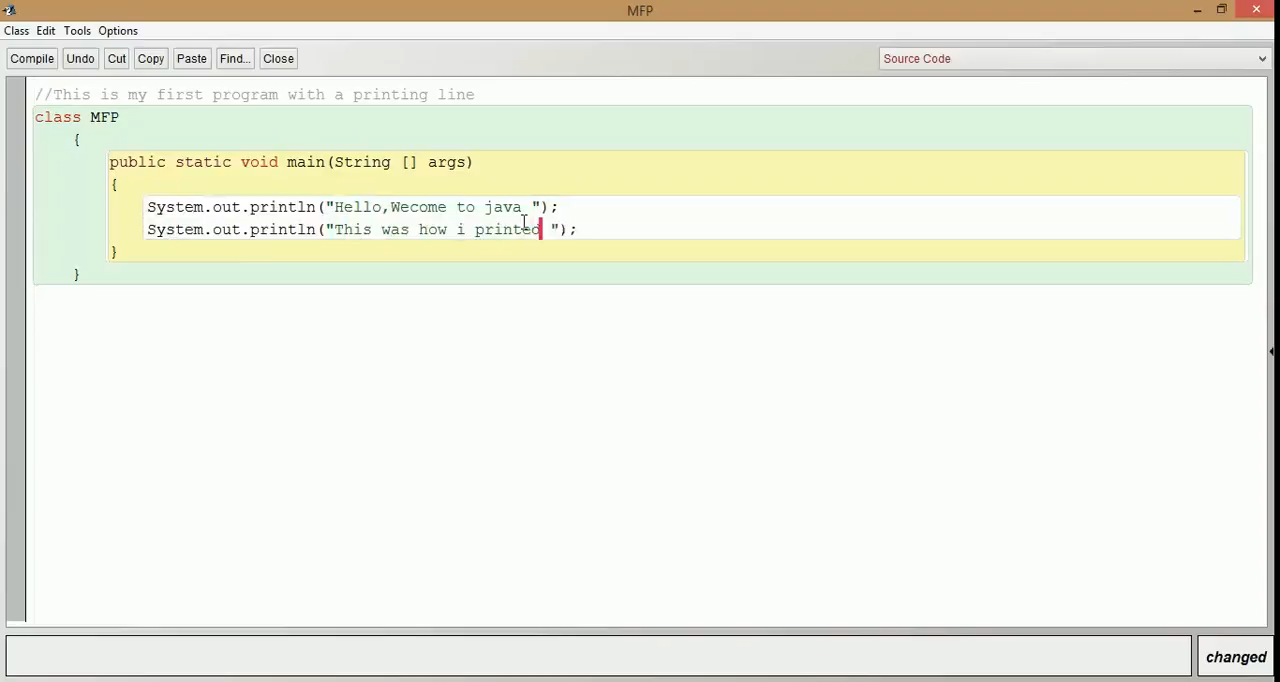 MFP
Class Edit Tools Options
Compile Undo Cut Copy Paste Find... Close Source Code
//This is my first program with a printing line
class MFP
{
public static void main(String [] args)
{
System.out.println("Hello,Wecome to java ");
System.out.println("This was how i printed ");
}
}
changed